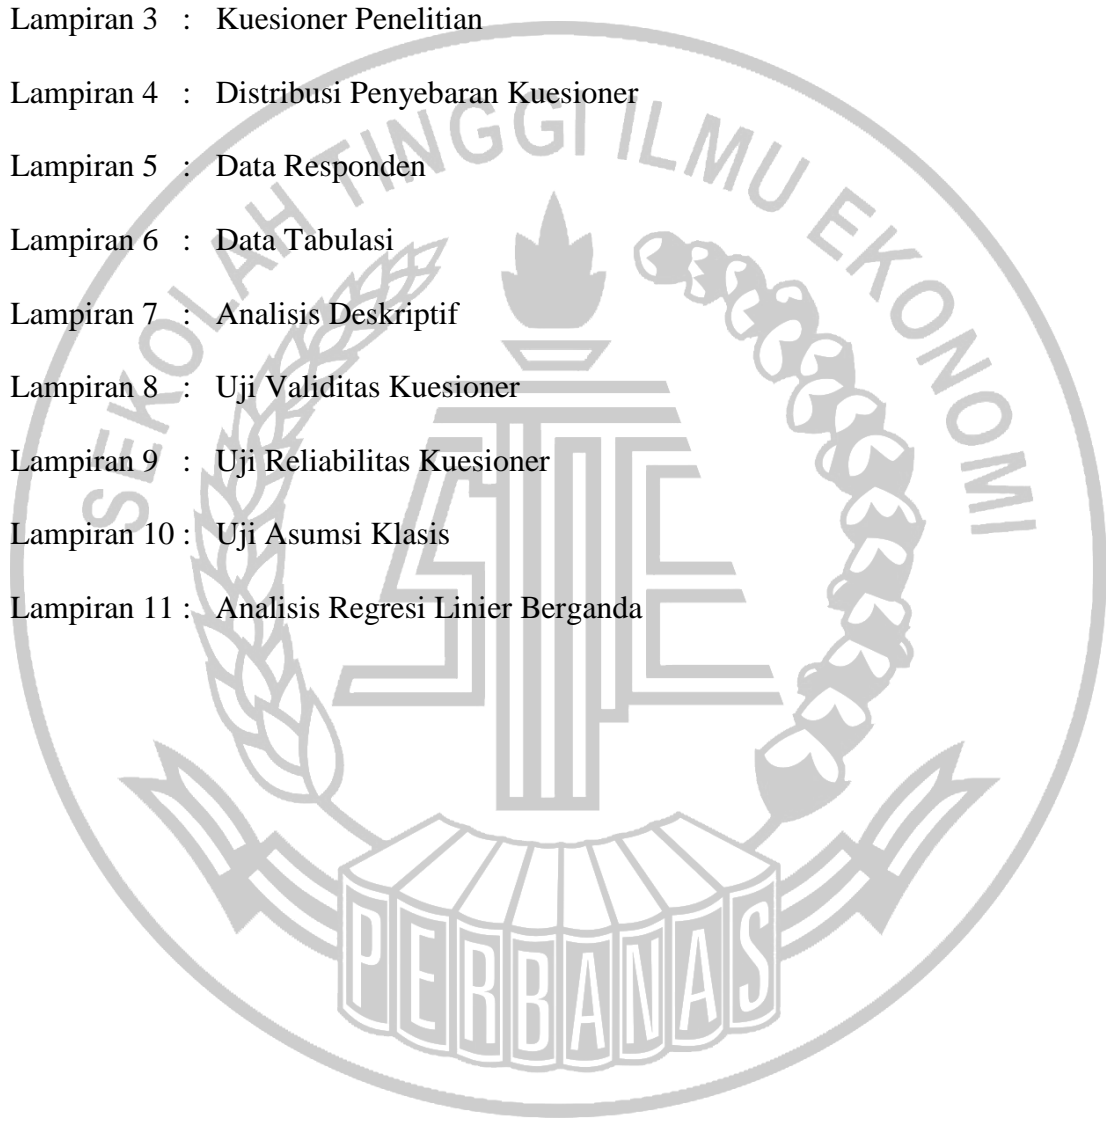 Lampiran 3 : Kuesioner Penelitian
Lampiran 4 : Distribusi Penyebaran Kuesioner
Lampiran 5 : Data Responden
Lampiran 6 : Data Tabulasi
Lampiran 7 : Analisis Deskriptif
Lampiran 8 : Uji Validitas Kuesioner
Lampiran 9 : Uji Reliabilitas Kuesioner
Lampiran 10 : Uji Asumsi Klasis
Lampiran 11 : Analisis Regresi Linier Berganda
SEKOLAH TINGGI ILMU EKONOMI
PERBANAS